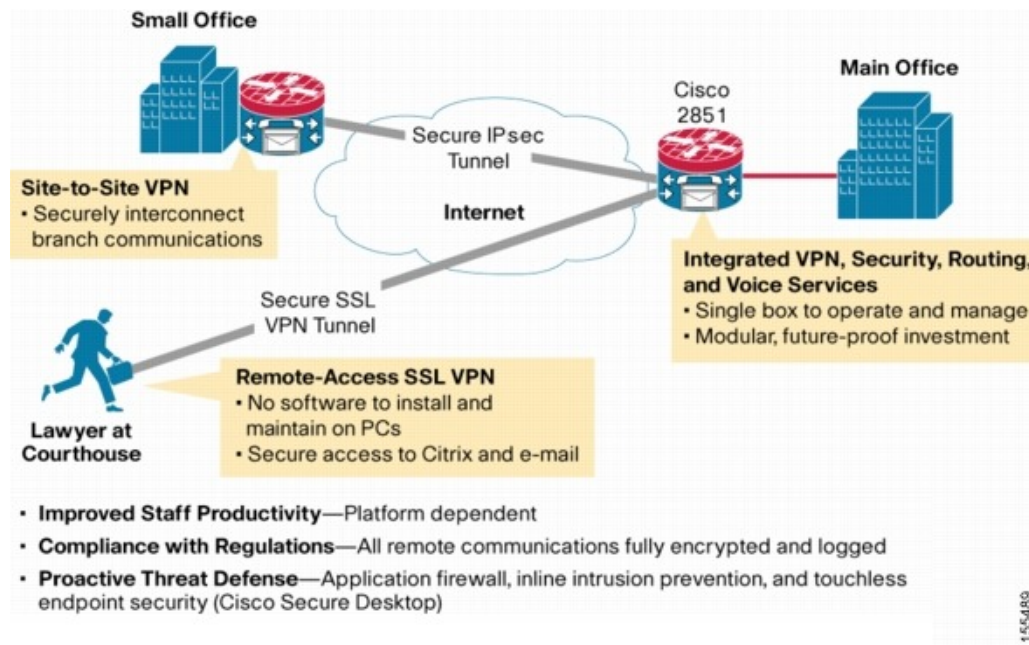 Small Office
Main Office
Cisco
2851
Secure IPsec
Tunnel
Site-to-Site VPN
• Securely interconnect
branch communications
Internet
Integrated VPN, Security, Routing,
and Voice Services
• Single box to operate and manage
• Modular, future-proof investment
Secure SSL
VPN Tunnel
Remote-Access SSL VPN
• No software to install and
maintain on PCs
• Secure access to Citrix and e-mail
Lawyer at
Courthouse
• Improved Staff Productivity—Platform dependent
• Compliance with Regulations—All remote communications fully encrypted and logged
• Proactive Threat Defense—Application firewall, inline intrusion prevention, and touchless
endpoint security (Cisco Secure Desktop)
155489